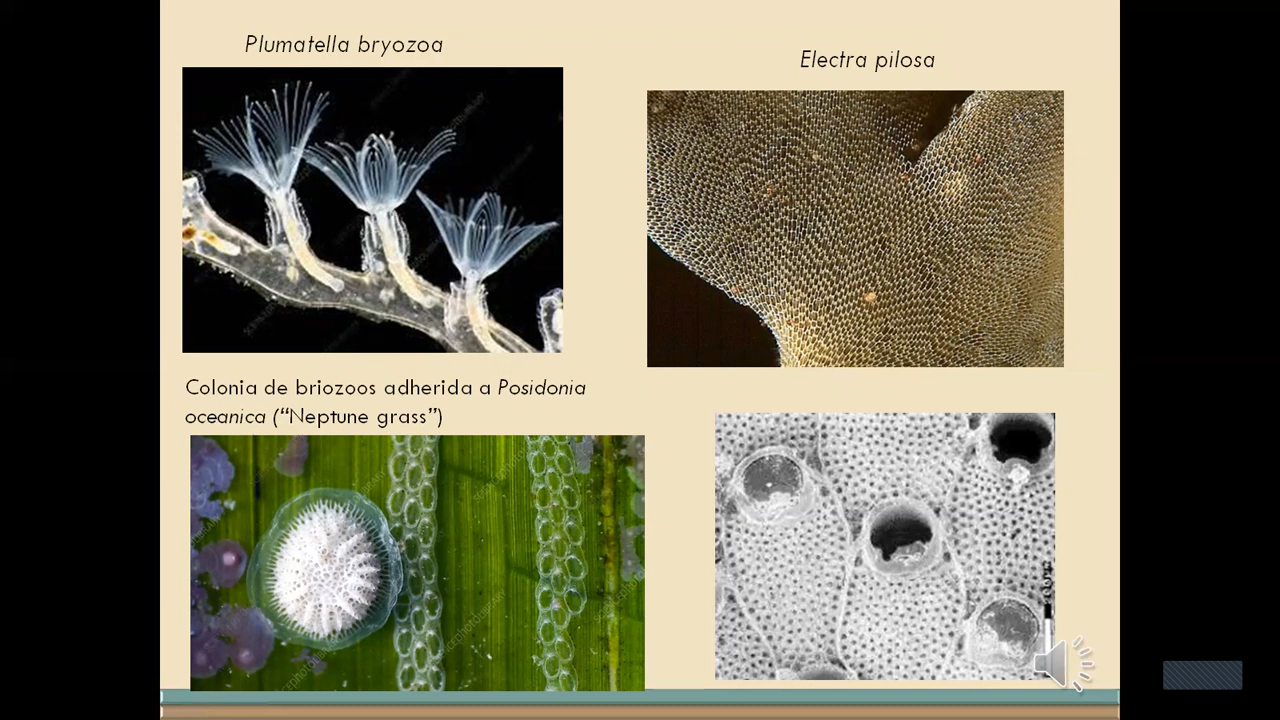 Plumatella bryozoa
Electra pilosa
Colonia de briozoos adherida a Posidonia
oceanica (“Neptune grass”)